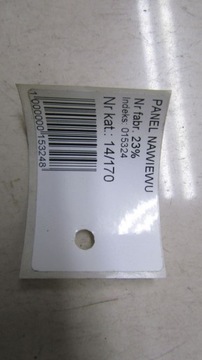 PANEL NAWIEWU
Nr fabr. 23%
Indeks: 015324
Nr kat.: 14/170
1000000153248